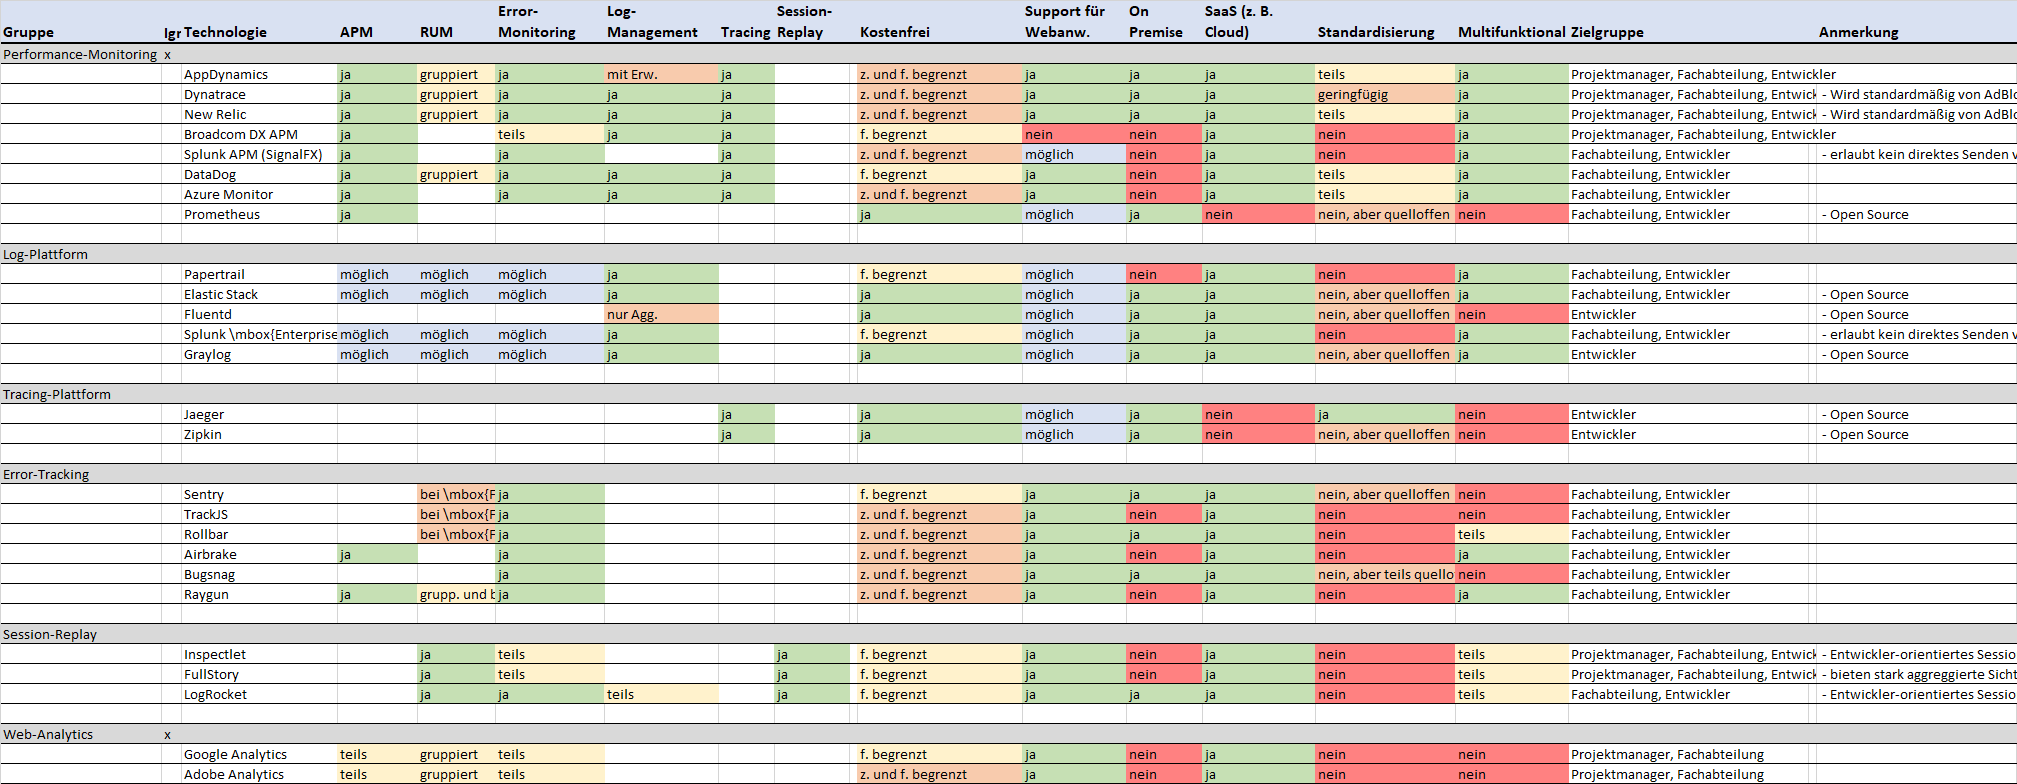 Gruppe Igr Technologie APM RUM Error-Monitoring Log-Management Tracing Session-Replay Kostenfrei Support für Webanw. On Premise SaaS (z. B. Cloud) Standardisierung Multifunktional Zielgruppe Anmerkung
Performance-Monitoring x
AppDynamics ja gruppiert ja mit Erw. ja z. und f. begrenzt ja ja ja teils ja Projektmanager, Fachabteilung, Entwickler
Dynatrace ja gruppiert ja ja ja z. und f. begrenzt ja ja ja geringfügig ja Projektmanager, Fachabteilung, Entwick - Wird standardmäßig von AdBlo
New Relic ja gruppiert ja ja ja z. und f. begrenzt ja ja ja teils ja Projektmanager, Fachabteilung, Entwick - Wird standardmäßig von AdBlo
Broadcom DX APM ja teils ja ja f. begrenzt nein nein ja nein ja Projektmanager, Fachabteilung, Entwickler
Splunk APM (SignalFX) ja ja ja z. und f. begrenzt möglich nein ja nein ja Fachabteilung, Entwickler - erlaubt kein direktes Senden v
DataDog ja gruppiert ja ja ja f. begrenzt ja nein ja teils ja Fachabteilung, Entwickler
Azure Monitor ja ja ja ja z. und f. begrenzt ja nein ja teils ja Fachabteilung, Entwickler
Prometheus ja ja möglich ja nein nein, aber quelloffen nein Fachabteilung, Entwickler - Open Source
Log-Plattform
Papertrail möglich möglich möglich ja f. begrenzt möglich nein ja nein ja Fachabteilung, Entwickler
Elastic Stack möglich möglich möglich ja ja möglich ja ja nein, aber quelloffen ja Fachabteilung, Entwickler - Open Source
Fluentd nur Agg. ja möglich ja ja nein, aber quelloffen nein Entwickler - Open Source
Splunk \mbox{Enterprise möglich möglich möglich ja f. begrenzt möglich ja ja nein ja Fachabteilung, Entwickler - erlaubt kein direktes Senden v
Graylog möglich möglich möglich ja ja möglich ja ja nein, aber quelloffen ja Entwickler - Open Source
Tracing-Plattform
Jaeger ja ja möglich ja nein ja nein Entwickler - Open Source
Zipkin ja ja möglich ja nein nein, aber quelloffen nein Entwickler - Open Source
Error-Tracking
Sentry bei \mbox{F ja f. begrenzt ja ja ja nein, aber quelloffen nein Fachabteilung, Entwickler
TrackJS bei \mbox{F ja z. und f. begrenzt ja nein ja nein nein Fachabteilung, Entwickler
Rollbar bei \mbox{F ja z. und f. begrenzt ja ja ja nein teils Fachabteilung, Entwickler
Airbrake ja ja z. und f. begrenzt ja nein ja nein ja Fachabteilung, Entwickler
Bugsnag ja z. und f. begrenzt ja ja ja nein, aber teils quello nein Fachabteilung, Entwickler
Raygun ja grupp. und b ja z. und f. begrenzt ja nein ja nein ja Fachabteilung, Entwickler
Session-Replay
Inspectlet ja teils ja f. begrenzt ja nein ja nein teils Projektmanager, Fachabteilung, Entwick - Entwickler-orientiertes Sessio
FullStory ja teils ja f. begrenzt ja nein ja nein teils Projektmanager, Fachabteilung, Entwick - bieten stark aggreggierte Sicht
LogRocket ja ja teils ja f. begrenzt ja ja ja nein teils Fachabteilung, Entwickler - Entwickler-orientiertes Sessio
Web-Analytics x
Google Analytics teils gruppiert teils f. begrenzt ja nein ja nein nein Projektmanager, Fachabteilung
Adobe Analytics teils gruppiert teils z. und f. begrenzt ja nein ja nein nein Projektmanager, Fachabteilung